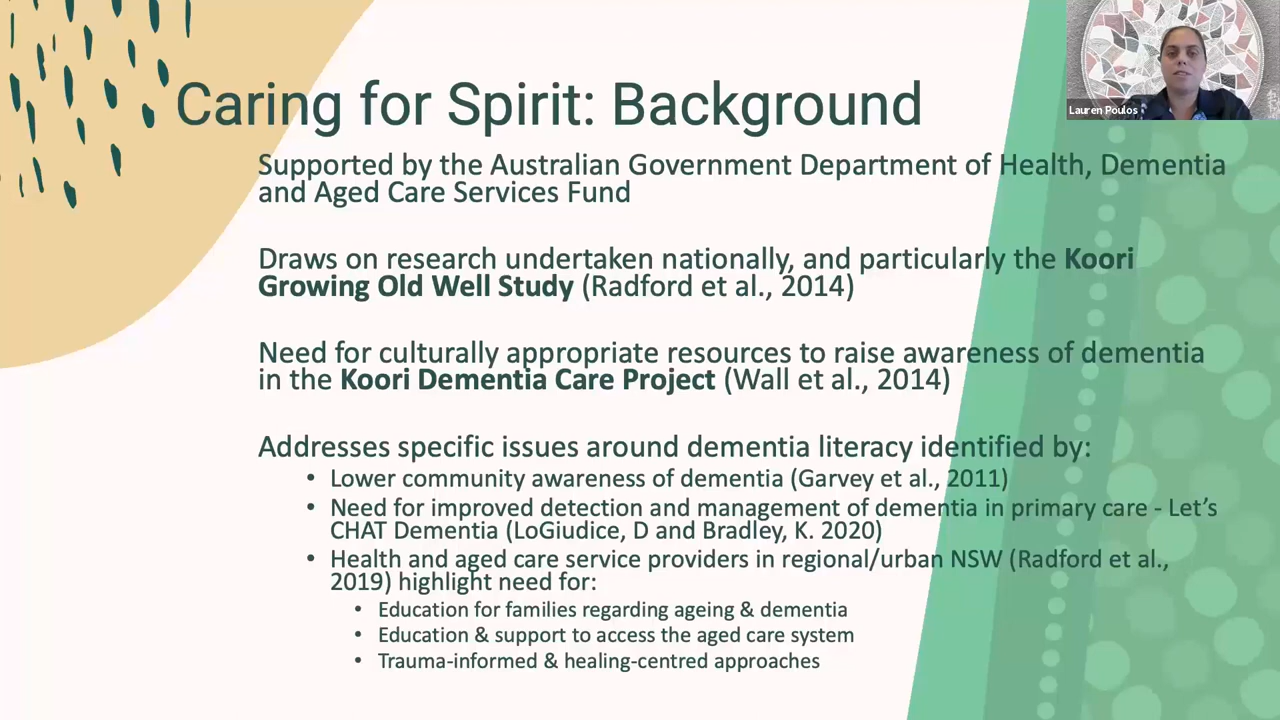 Caring for Spirit: Background
Lauren Poulos
Supported by the Australian Government Department of Health, Dementia
and Aged Care Services Fund
Draws on research undertaken nationally, and particularly the Koori
Growing Old Well Study (Radford et al., 2014)
Need for culturally appropriate resources to raise awareness of dementia
in the Koori Dementia Care Project (Wall et al., 2014)
Addresses specific issues around dementia literacy identified by:
• Lower community awareness of dementia (Garvey et al., 2011)
• Need for improved detection and management of dementia in primary care - Let’s
CHAT Dementia (LoGiudice, D and Bradley, K. 2020)
• Health and aged care service providers in regional/urban NSW (Radford et al.,
2019) highlight need for:
• Education for families regarding ageing & dementia
• Education & support to access the aged care system
• Trauma-informed & healing-centred approaches